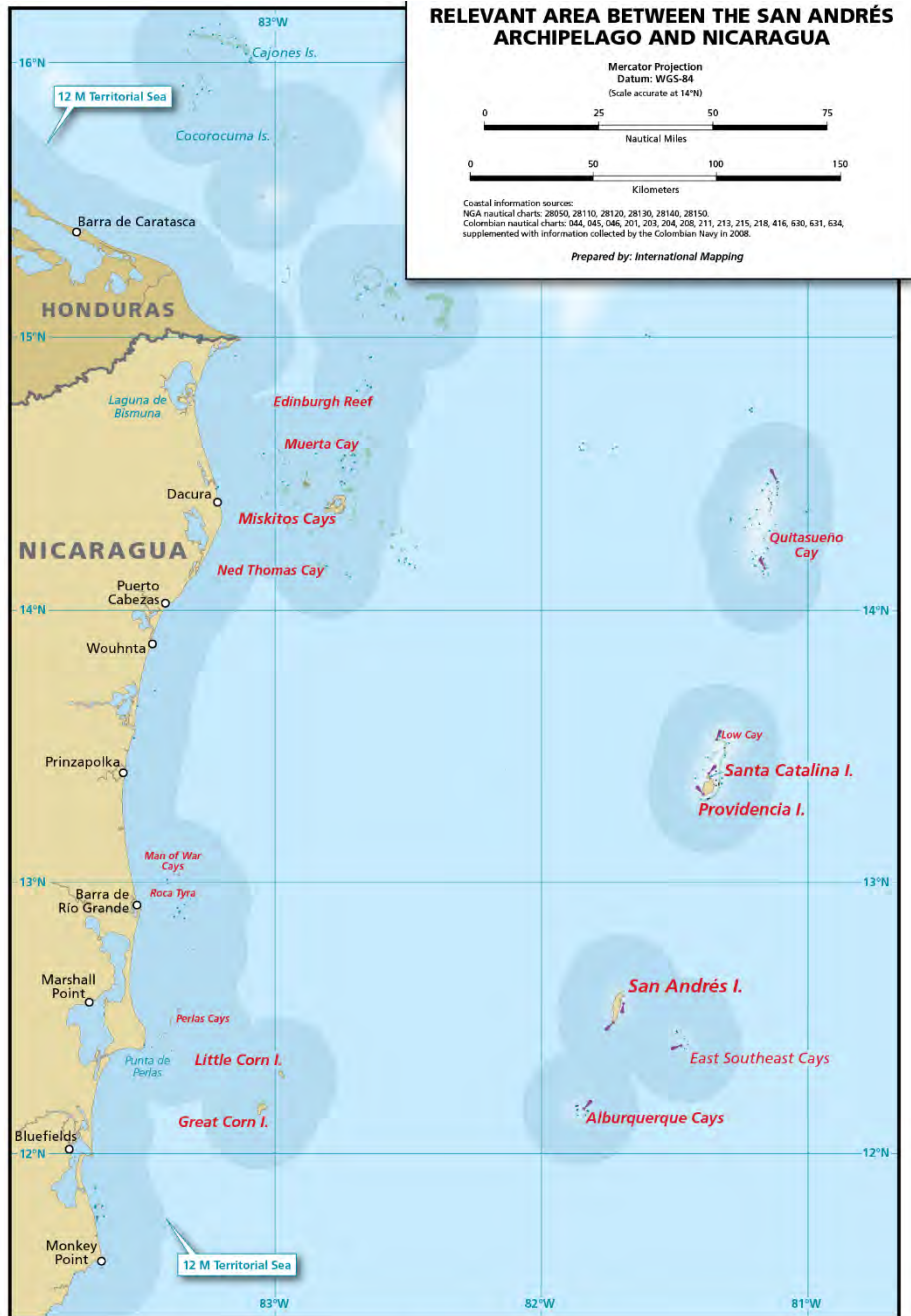 RELEVANT AREA BETWEEN THE SAN ANDRÉS
ARCHIPELAGO AND NICARAGUA
Mercator Projection
Datum: WGS-84
(Scale accurate at 14°N)
0 25 50 75
Nautical Miles
0 50 100 150
Kilometers
Coastal information sources:
NGA nautical charts: 28050, 28110, 28120, 28130, 28140, 28150.
Colombian nautical charts: 044, 045, 046, 201, 203, 204, 208, 211, 213, 215, 218, 416, 630, 631, 634,
supplemented with information collected by the Colombian Navy in 2008.
Prepared by: International Mapping
83°W
Cajones Is.
16°N
12 M Territorial Sea
Cocorocuma Is.
Barra de Caratasca
HONDURAS
15°N
Laguna de
Bismuna
Edinburgh Reef
Muerta Cay
Dacura
Miskitos Cays
Quitasueño
Cay
NICARAGUA
Ned Thomas Cay
Puerto
Cabezas
14°N
14°N
Wouhnta
Low Cay
Prinzapolka
Santa Catalina I.
Providencia I.
Man of War
Cays
13°N
13°N
Barra de
Río Grande
Roca Tyra
Marshall
Point
San Andrés I.
Perlas Cays
Punta de
Perlas
Little Corn I.
East Southeast Cays
Great Corn I.
Alburquerque Cays
Bluefields
12°N
12°N
Monkey
Point
12 M Territorial Sea
83°W
82°W
81°W